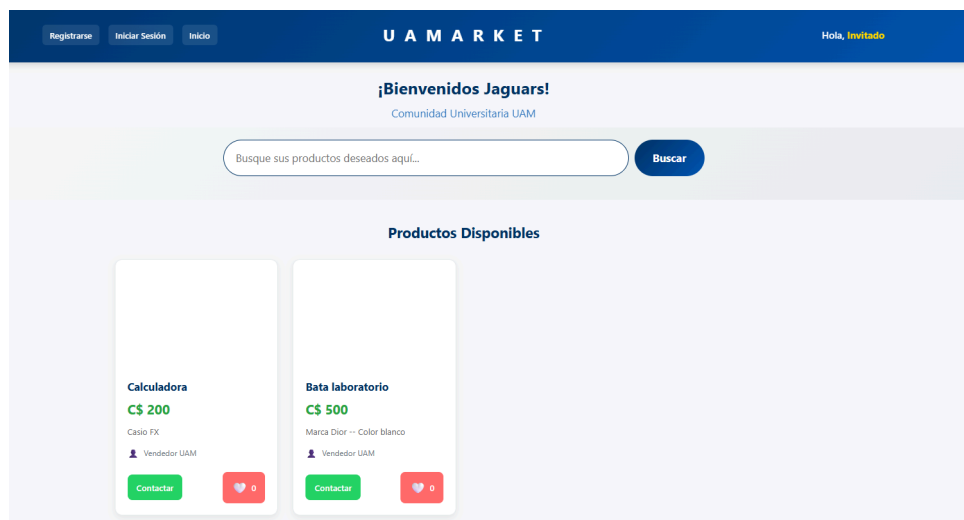 Registrarse Iniciar Sesión Inicio UAMARKET Hola, Invitado
¡Bienvenidos Jaguars!
Comunidad Universitaria UAM
Busque sus productos deseados aquí... Buscar
Productos Disponibles
Calculadora
C$ 200
Casio FX
Vendedor UAM
Contactar 0
Bata laboratorio
C$ 500
Marca Dior -- Color blanco
Vendedor UAM
Contactar 0